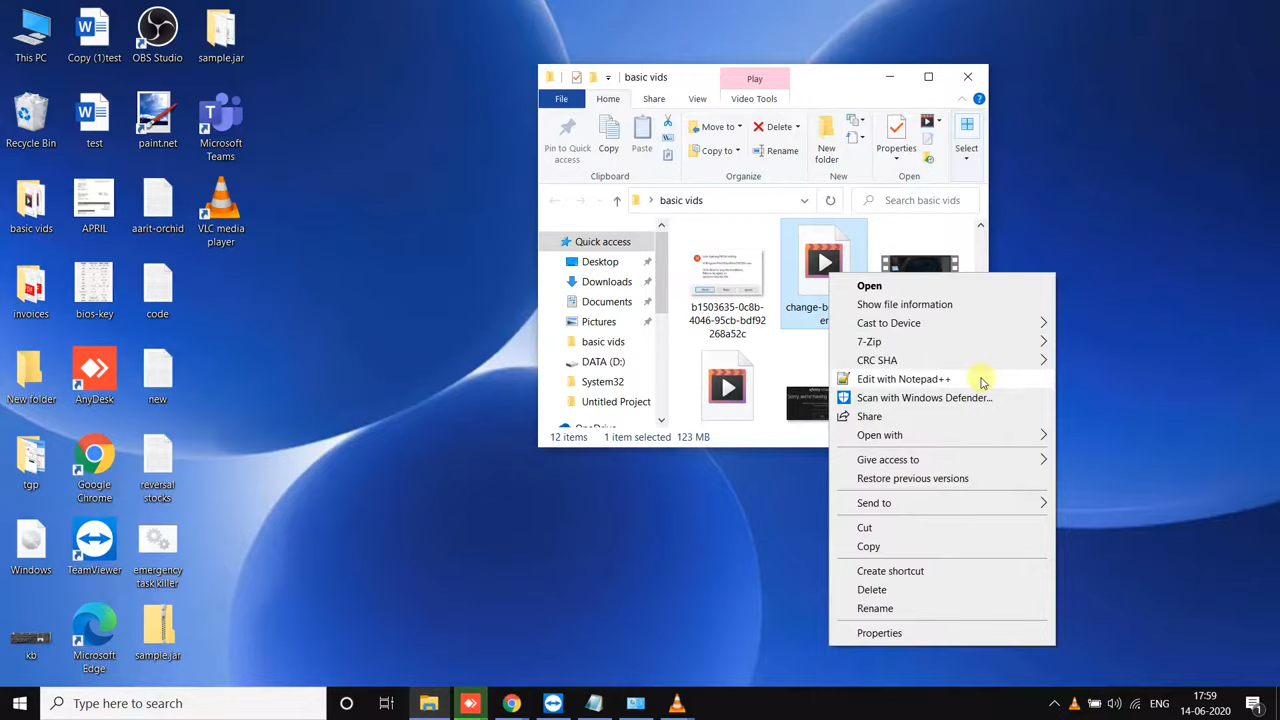 This PC
Copy (1)test
OBS Studio
sample.jar
Recycle Bin
test
paint.net
Microsoft
Teams
basic vids
APRIL
aarit-orchid
VLC media
player
invoices
bios-key
code
New folder
AnyDesk
new
tgp
Google
Chrome
reversal
stocks
Windows
TeamViewer
emergency
task killer
kb
Microsoft
Edge
sample.jar
basic vids
Play
File
Home
Share
View
Video Tools
Pin to Quick
access
Copy
Paste
Move to
Copy to
Delete
Rename
New
folder
Properties
Select
Clipboard
Organize
New
Open
basic vids
Search basic vids
Quick access
Desktop
Downloads
Documents
Pictures
basic vids
DATA (D:)
System32
Untitled Project
OneDrive
b1503635-0c8b-
4046-95cb-bdf92
268a52c
change-b
er
12 items
1 item selected
123 MB
Open
Show file information
Cast to Device
7-Zip
CRC SHA
Edit with Notepad++
Scan with Windows Defender...
Share
Open with
Give access to
Restore previous versions
Send to
Cut
Copy
Create shortcut
Delete
Rename
Properties
Type here to search
ENG
17:59
14-06-2020
1